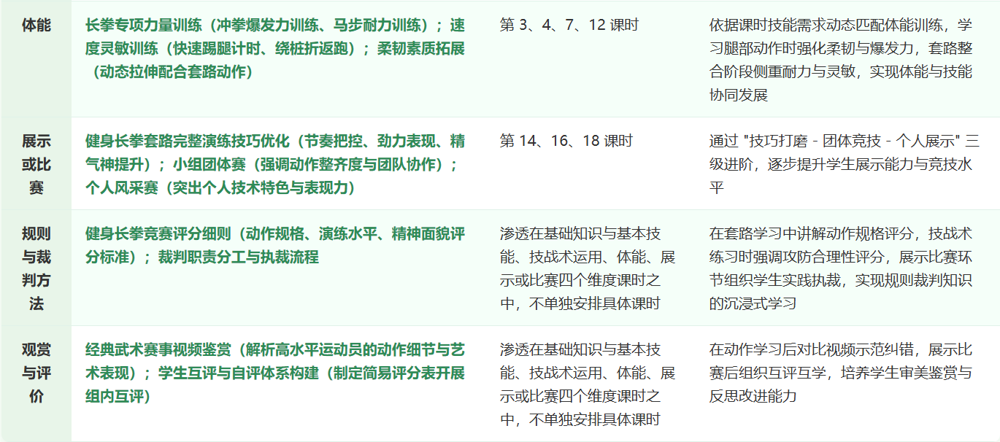 体能
长拳专项力量训练（冲拳爆发力训练、马步耐力训练）；速
度灵敏训练（快速踢腿计时、绕桩折返跑）；柔韧素质拓展
（动态拉伸配合套路动作）
第 3、4、7、12 课时
依据课时技能需求动态匹配体能训练，学
习腿部动作时强化柔韧与爆发力，套路整
合阶段侧重耐力与灵敏，实现体能与技能
协同发展
展示
或比
赛
健身长拳套路完整演练技巧优化（节奏把控、劲力表现、精
气神提升）；小组团体赛（强调动作整齐度与团队协作）；
个人风采赛（突出个人技术特色与表现力）
第 14、16、18 课时
通过 "技巧打磨 - 团体竞技 - 个人展示" 三
级进阶，逐步提升学生展示能力与竞技水
平
规则
与裁
判方
法
健身长拳竞赛评分细则（动作规格、演练水平、精神面貌评
分标准）；裁判职责分工与执裁流程
渗透在基础知识与基本技
能、技战术运用、体能、展
示或比赛四个维度课时之
中，不单独安排具体课时
在套路学习中讲解动作规格评分，技战术
练习时强调攻防合理性评分，展示比赛环
节组织学生实践执裁，实现规则裁判知识
的沉浸式学习
观赏
与评
价
经典武术赛事视频鉴赏（解析高水平运动员的动作细节与艺
术表现）；学生互评与自评体系构建（制定简易评分表开展
组内互评）
渗透在基础知识与基本技
能、技战术运用、体能、展
示或比赛四个维度课时之
中，不单独安排具体课时
在动作学习后对比视频示范纠错，展示比
赛后组织互评互学，培养学生审美鉴赏与
反思改进能力